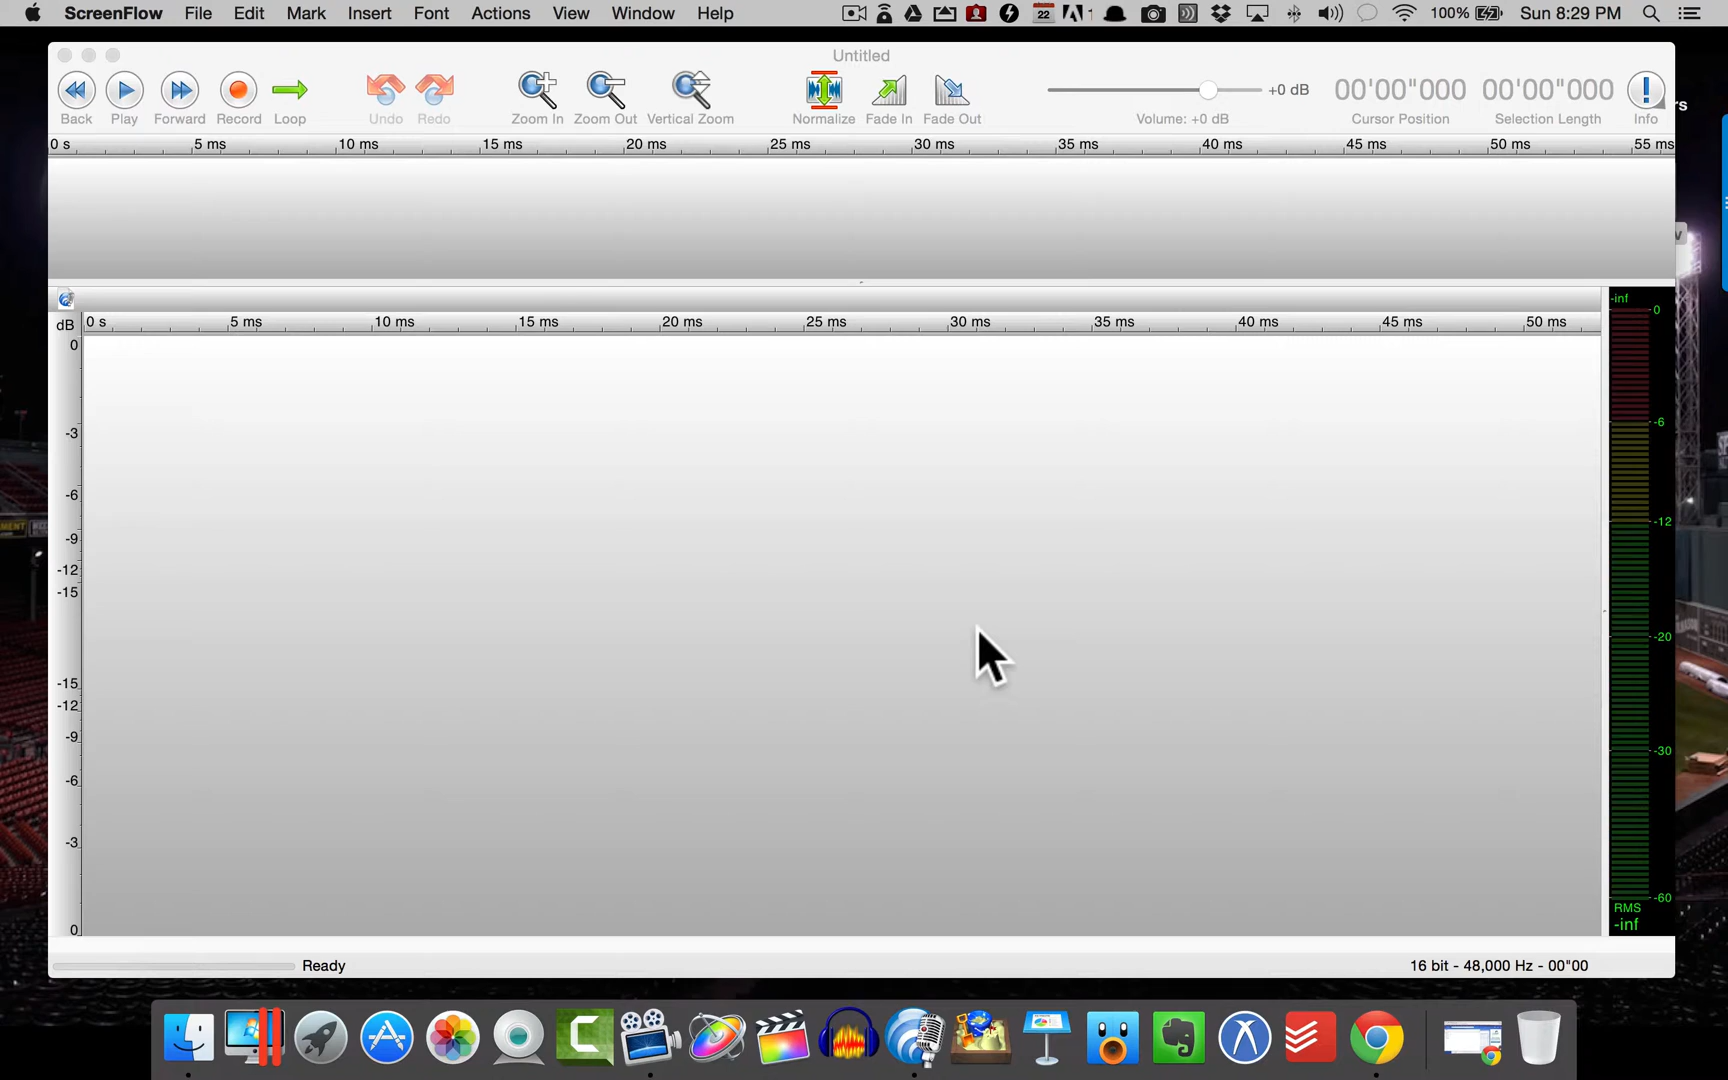 ScreenFlow File Edit Mark Insert Font Actions View Window Help 22 1 100% Sun 8:29 PM
Untitled
+0 dB 00'00"000 00'00"000
Back Play Forward Record Loop Undo Redo Zoom In Zoom Out Vertical Zoom Normalize Fade In Fade Out Volume: +0 dB Cursor Position Selection Length Info
0 s 5 ms 10 ms 15 ms 20 ms 25 ms 30 ms 35 ms 40 ms 45 ms 50 ms 55 ms
-inf
dB 0 s 5 ms 10 ms 15 ms 20 ms 25 ms 30 ms 35 ms 40 ms 45 ms 50 ms
0
-3
-6
-9
-12
-15
-15
-12
-9
-6
-3
0
0
-6
-12
-20
-30
-60
RMS
-inf
Ready 16 bit - 48,000 Hz - 00"00